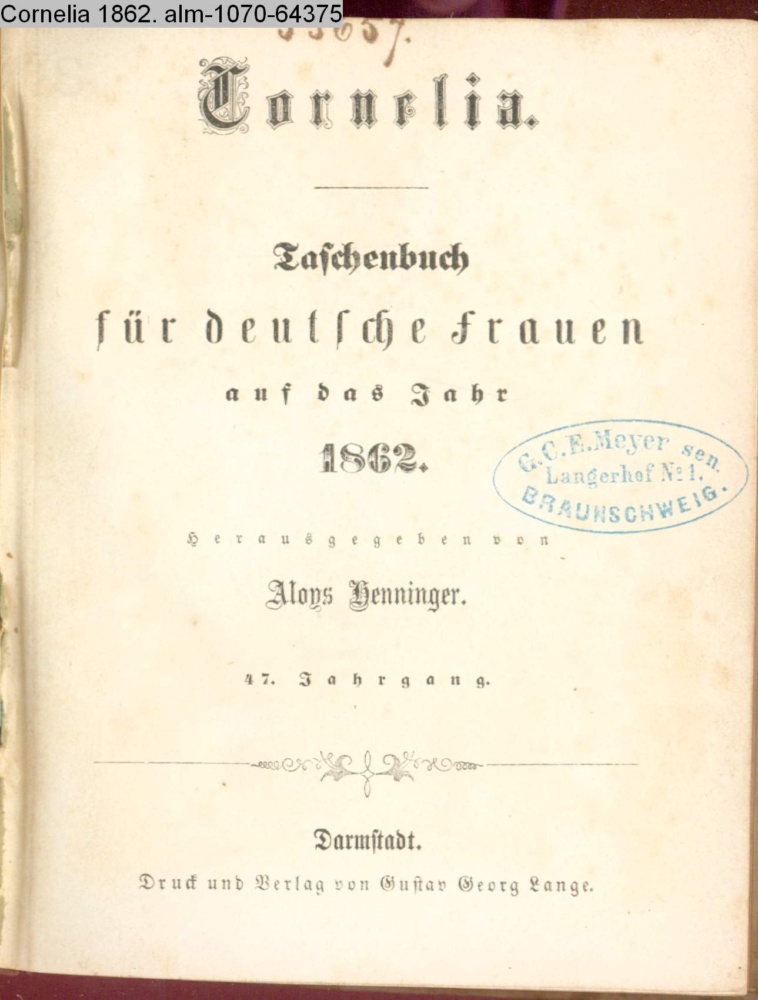 Cornelia 1862. alm-1070-64375
Cornelia.
Taschenbuch
für deutsche Frauen
auf das Jahr
1862.
G.C.E. Meyer sen.
Langerhof No 1.
BRAUNSCHWEIG.
Herausgegeben von
Aloys Henninger.
47. Jahrgang.
Darmstadt.
Druck und Verlag von Gustav Georg Lange.